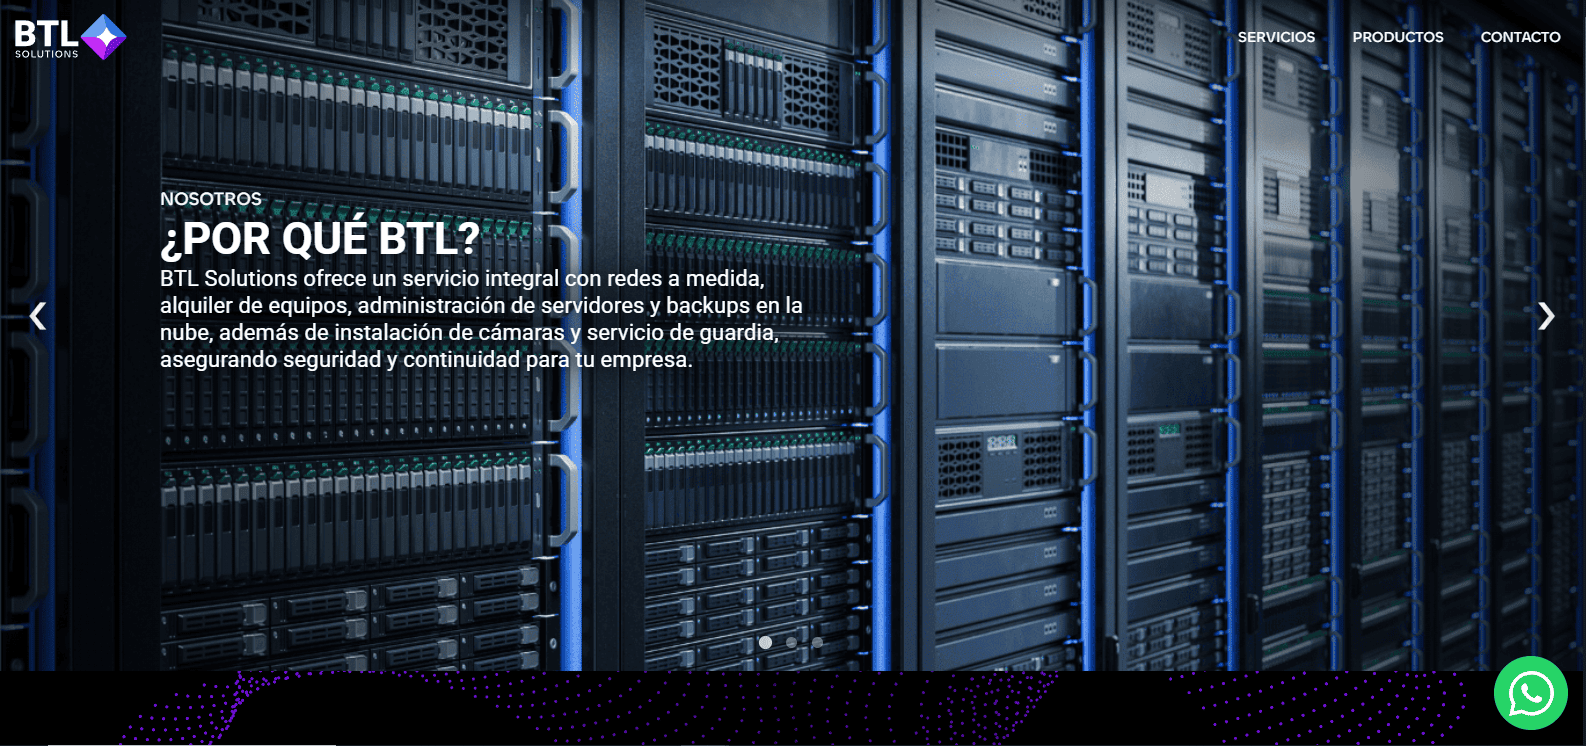 BTL
SOLUTIONS
SERVICIOS
PRODUCTOS
CONTACTO
NOSOTROS
¿POR QUÉ BTL?
BTL Solutions ofrece un servicio integral con redes a medida,
alquiler de equipos, administración de servidores y backups en la
nube, además de instalación de cámaras y servicio de guardia,
asegurando seguridad y continuidad para tu empresa.